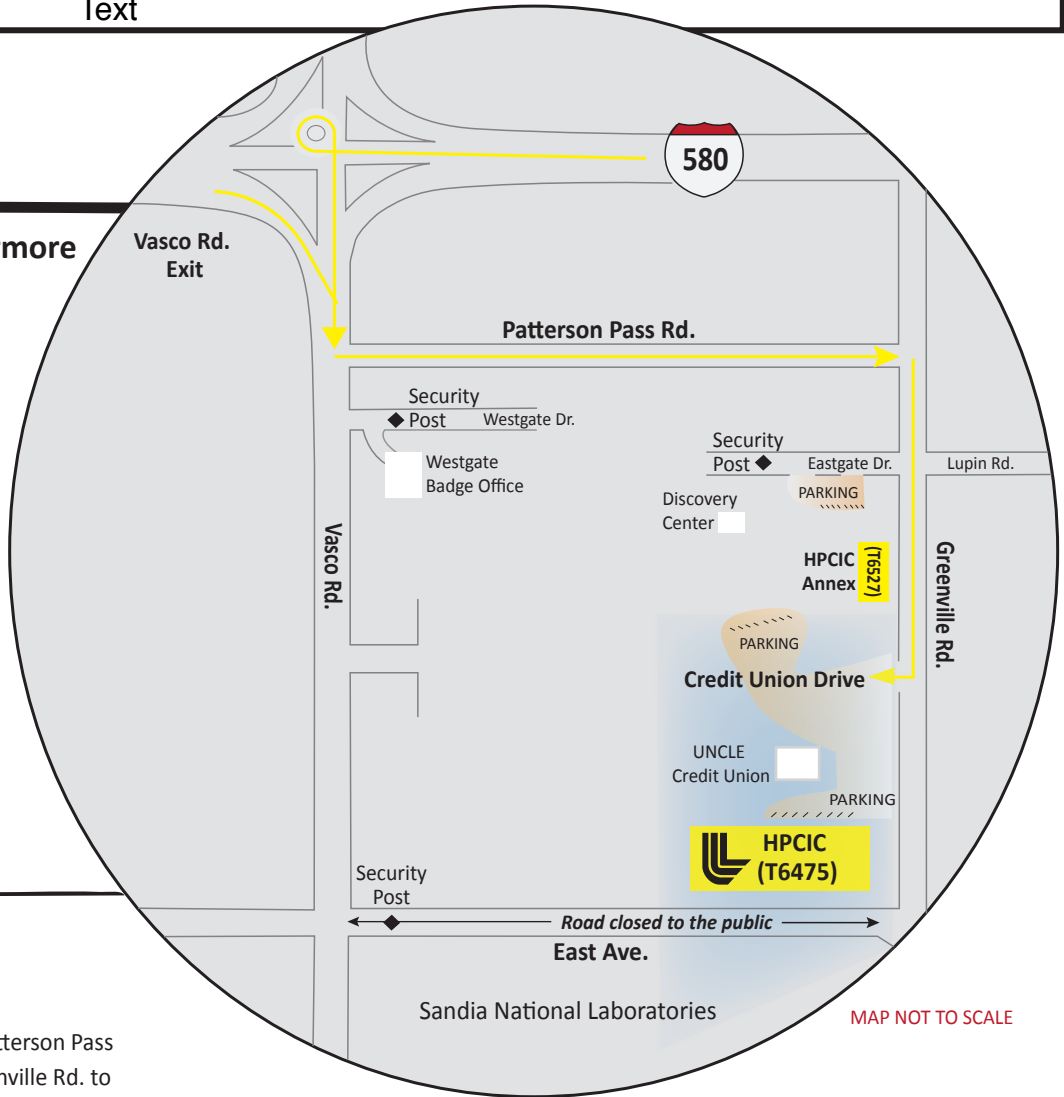 Text
580
rmore
Vasco Rd.
Exit
Patterson Pass Rd.
Security
Post
Westgate Dr.
Westgate
Badge Office
Security
Post
Eastgate Dr.
Lupin Rd.
PARKING
Discovery
Center
HPCIC
Annex
(T6527)
Vasco Rd.
Greenville Rd.
PARKING
Credit Union Drive
UNCLE
Credit Union
PARKING
HPCIC
(T6475)
Security
Post
Road closed to the public
East Ave.
Sandia National Laboratories
MAP NOT TO SCALE
tterson Pass
nville Rd. to